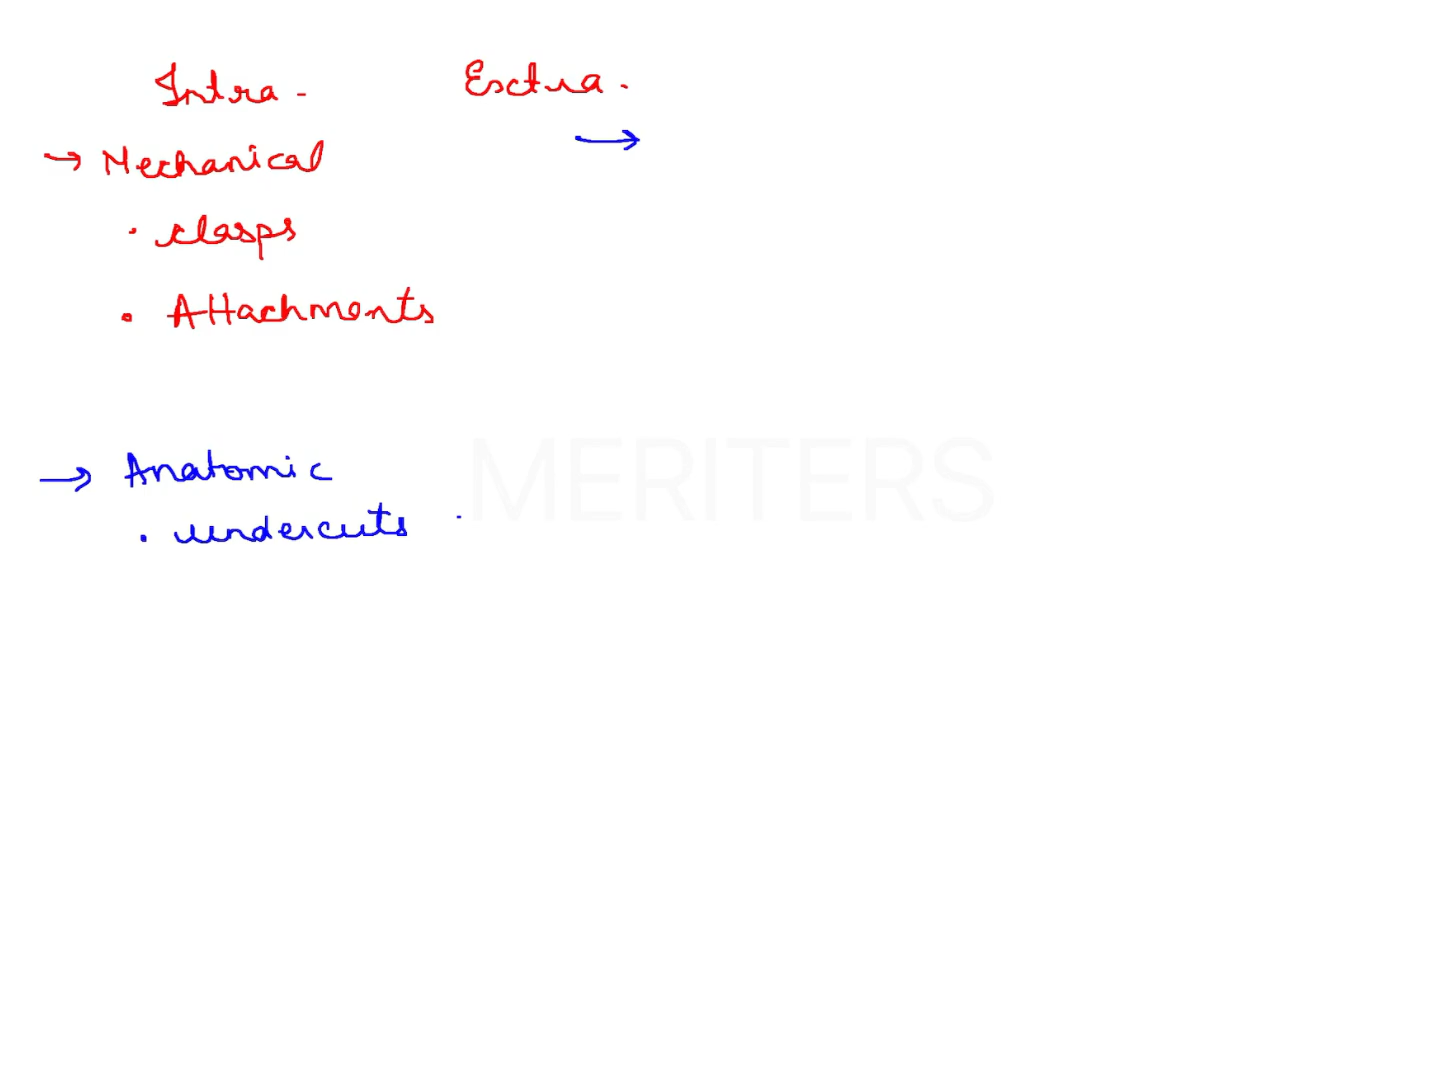 Intra - Extra .
→ Mechanical →
· clasps
• Attachments
MERITERS
→ Anatomic
• undercuts